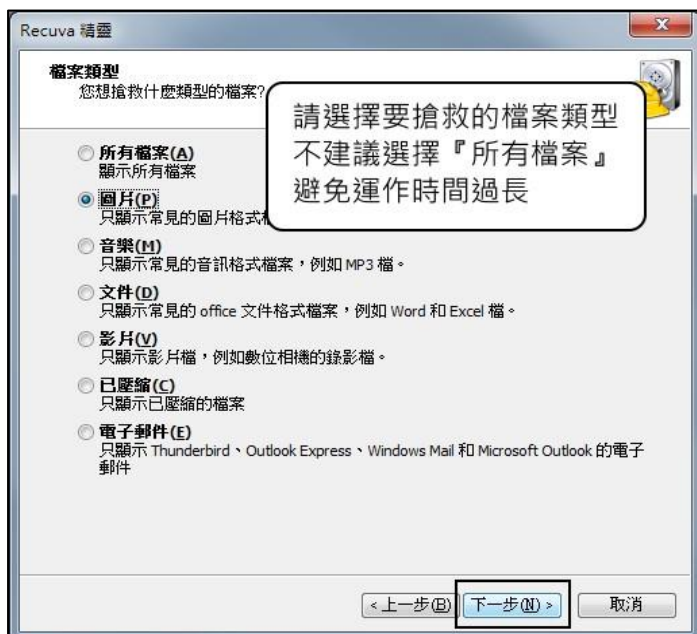 Recuva 精靈
檔案類型
您想搶救什麼類型的檔案?
請選擇要搶救的檔案類型
不建議選擇『所有檔案』
避免運作時間過長
所有檔案(A)
顯示所有檔案
圖片(P)
只顯示常見的圖片格式
音樂(M)
只顯示常見的音訊格式檔案，例如 MP3 檔。
文件(D)
只顯示常見的 office 文件格式檔案，例如 Word 和 Excel 檔。
影片(V)
只顯示影片檔，例如數位相機的錄影檔。
已壓縮(C)
只顯示已壓縮的檔案
電子郵件(E)
只顯示 Thunderbird、Outlook Express、Windows Mail 和 Microsoft Outlook 的電子
郵件
<上一步(B)
下一步(N) >
取消